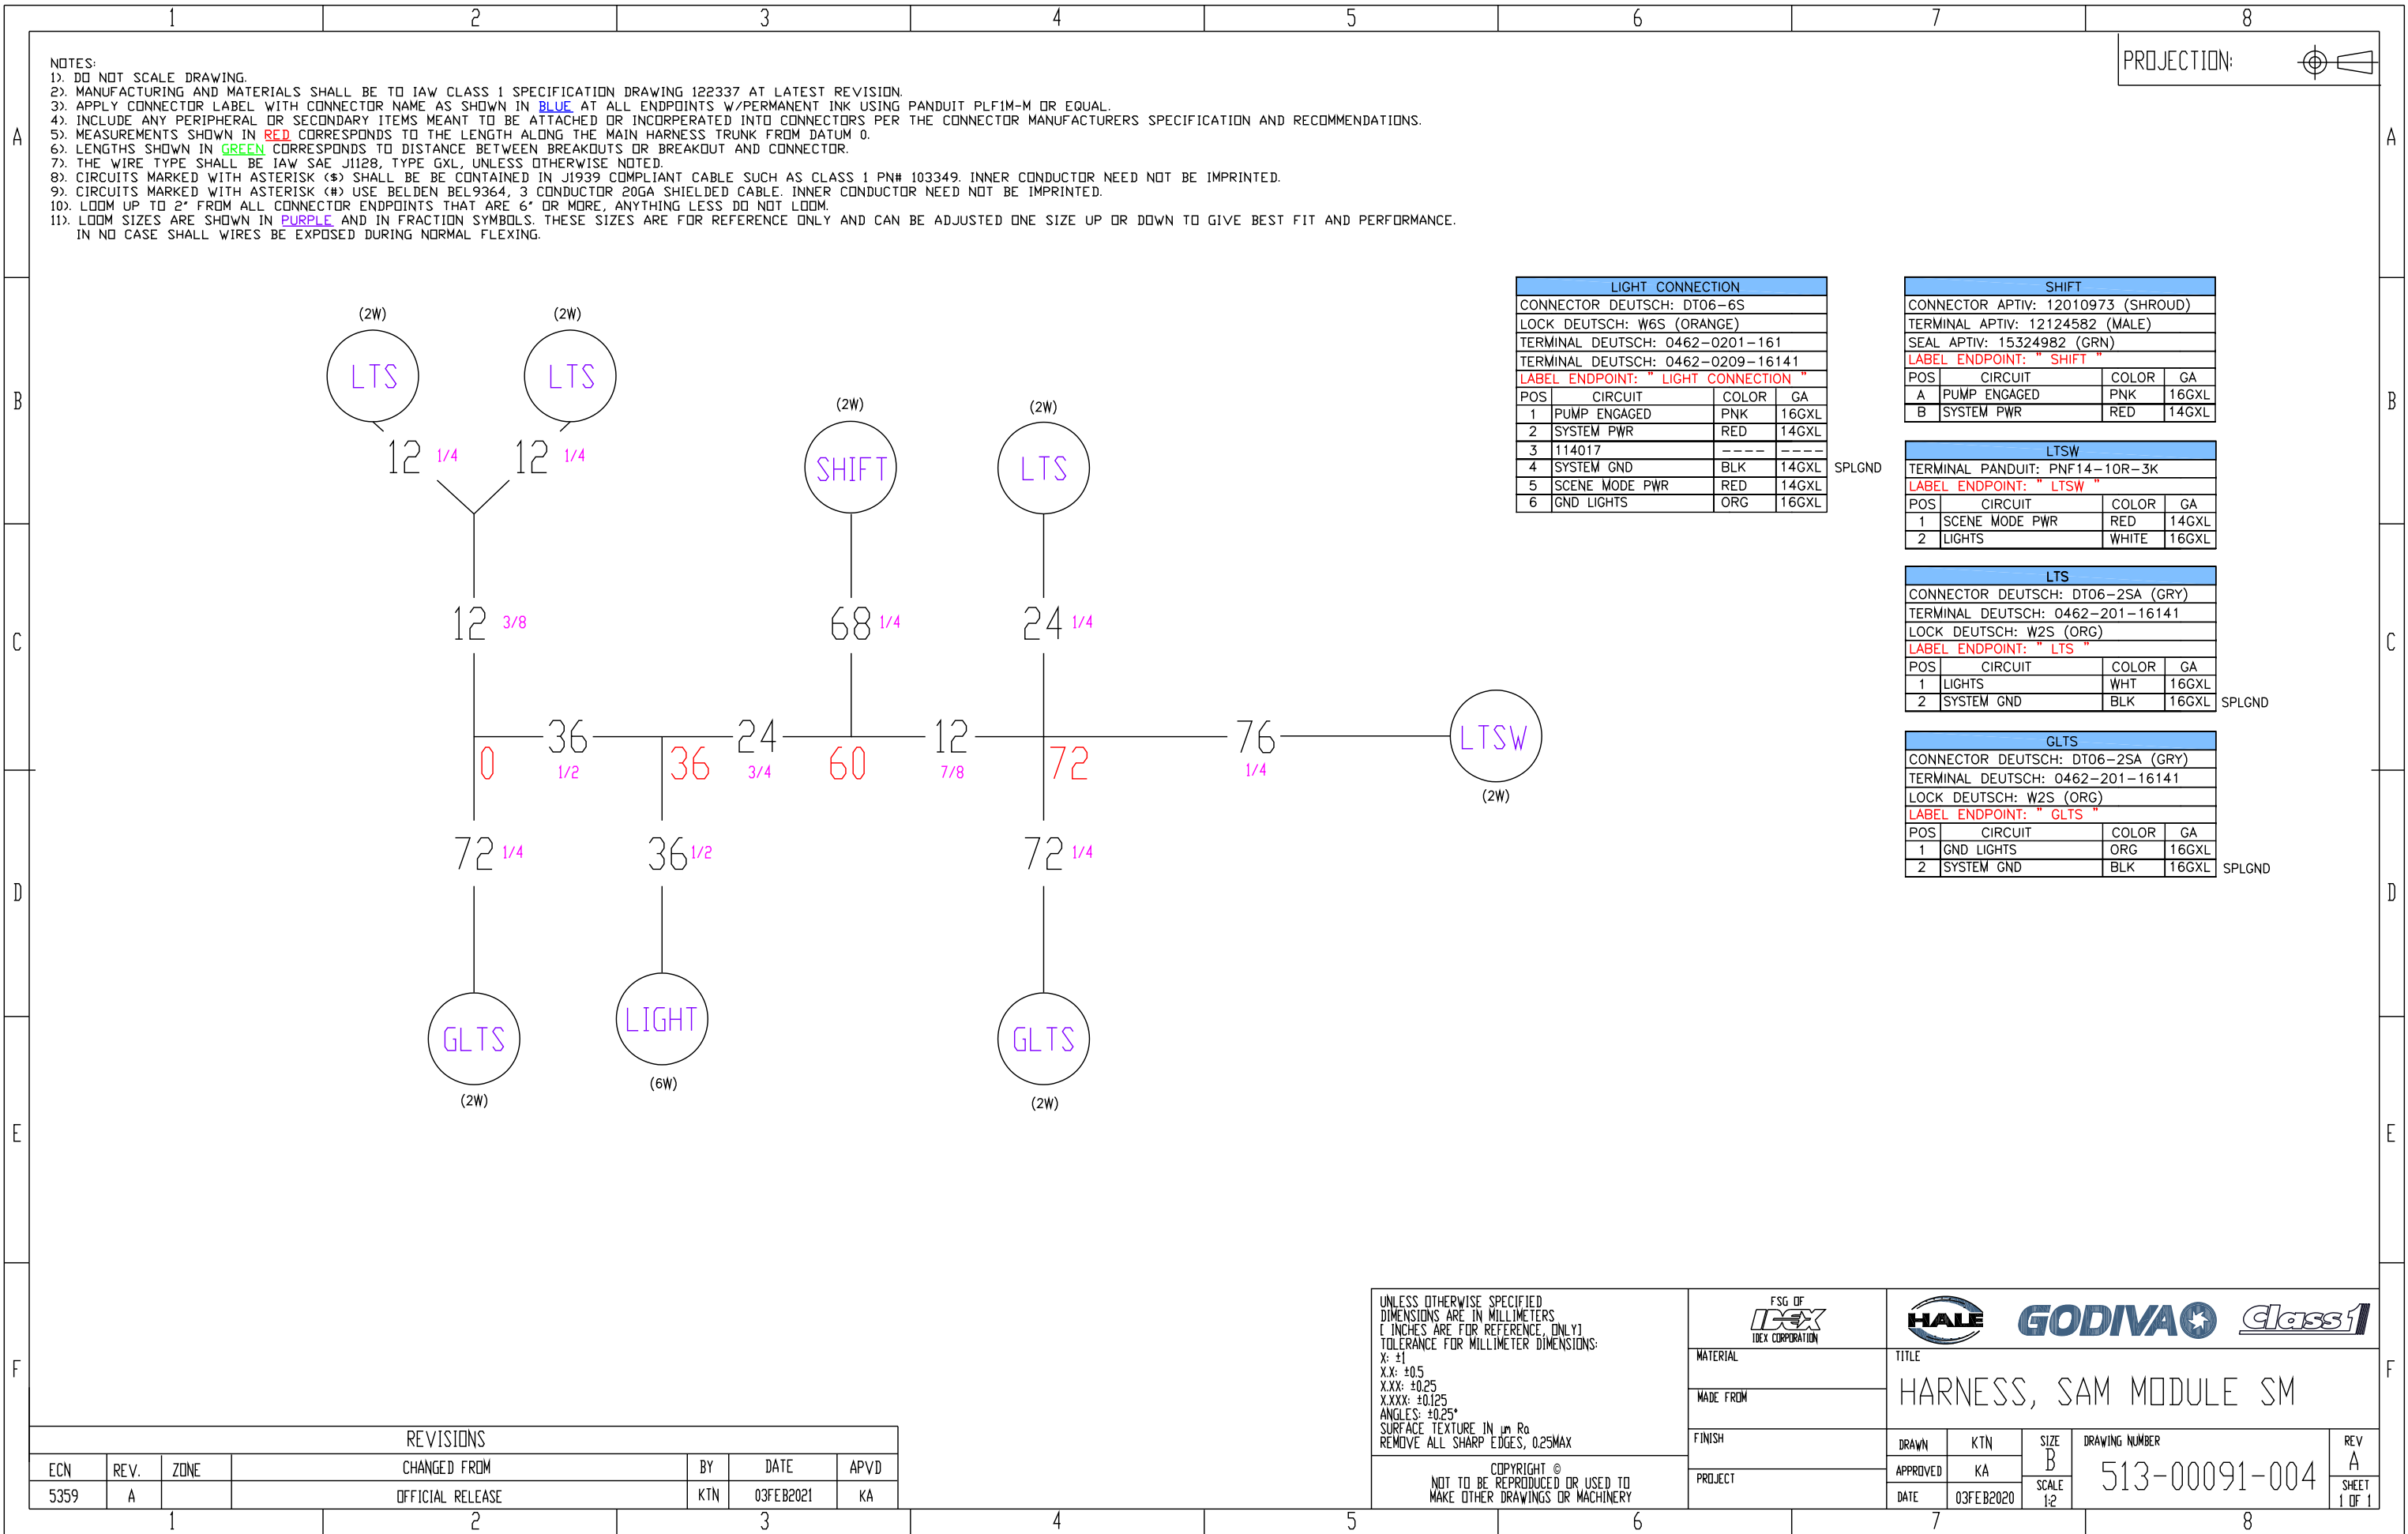 1 2 3 4 5 6 7 8
PROJECTION:
NOTES:
1). DO NOT SCALE DRAWING.
2). MANUFACTURING AND MATERIALS SHALL BE TO IAW CLASS 1 SPECIFICATION DRAWING 122337 AT LATEST REVISION.
3). APPLY CONNECTOR LABEL WITH CONNECTOR NAME AS SHOWN IN BLUE AT ALL ENDPOINTS W/PERMANENT INK USING PANDUIT PLF1M-M OR EQUAL.
4). INCLUDE ANY PERIPHERAL OR SECONDARY ITEMS MEANT TO BE ATTACHED OR INCORPERATED INTO CONNECTORS PER THE CONNECTOR MANUFACTURERS SPECIFICATION AND RECOMMENDATIONS.
5). MEASUREMENTS SHOWN IN RED CORRESPONDS TO THE LENGTH ALONG THE MAIN HARNESS TRUNK FROM DATUM 0.
6). LENGTHS SHOWN IN GREEN CORRESPONDS TO DISTANCE BETWEEN BREAKOUTS OR BREAKOUT AND CONNECTOR.
7). THE WIRE TYPE SHALL BE IAW SAE J1128, TYPE GXL, UNLESS OTHERWISE NOTED.
8). CIRCUITS MARKED WITH ASTERISK ($) SHALL BE BE CONTAINED IN J1939 COMPLIANT CABLE SUCH AS CLASS 1 PN# 103349. INNER CONDUCTOR NEED NOT BE IMPRINTED.
9). CIRCUITS MARKED WITH ASTERISK (#) USE BELDEN BEL9364, 3 CONDUCTOR 20GA SHIELDED CABLE. INNER CONDUCTOR NEED NOT BE IMPRINTED.
10). LOOM UP TO 2" FROM ALL CONNECTOR ENDPOINTS THAT ARE 6" OR MORE, ANYTHING LESS DO NOT LOOM.
11). LOOM SIZES ARE SHOWN IN PURPLE AND IN FRACTION SYMBOLS. THESE SIZES ARE FOR REFERENCE ONLY AND CAN BE ADJUSTED ONE SIZE UP OR DOWN TO GIVE BEST FIT AND PERFORMANCE.
IN NO CASE SHALL WIRES BE EXPOSED DURING NORMAL FLEXING.
A A
B B
C C
D D
E E
F F
(2W) (2W)
LTS LTS
12 1/4 12 1/4
(2W) (2W)
SHIFT LTS
12 3/8 68 1/4 24 1/4
36 24 12 76 LTSW
0 1/2 36 3/4 60 7/8 72 1/4
(2W)
72 1/4 36 1/2 72 1/4
GLTS LIGHT GLTS
(2W) (6W) (2W)
LIGHT CONNECTION
CONNECTOR DEUTSCH: DT06-6S
LOCK DEUTSCH: W6S (ORANGE)
TERMINAL DEUTSCH: 0462-0201-161
TERMINAL DEUTSCH: 0462-0209-16141
LABEL ENDPOINT: " LIGHT CONNECTION "
POS CIRCUIT COLOR GA
1 PUMP ENGAGED PNK 16GXL
2 SYSTEM PWR RED 14GXL
3 114017 ---- ----
4 SYSTEM GND BLK 14GXL SPLGND
5 SCENE MODE PWR RED 14GXL
6 GND LIGHTS ORG 16GXL
SHIFT
CONNECTOR APTIV: 12010973 (SHROUD)
TERMINAL APTIV: 12124582 (MALE)
SEAL APTIV: 15324982 (GRN)
LABEL ENDPOINT: " SHIFT "
POS CIRCUIT COLOR GA
A PUMP ENGAGED PNK 16GXL
B SYSTEM PWR RED 14GXL
LTSW
TERMINAL PANDUIT: PNF14-10R-3K
LABEL ENDPOINT: " LTSW "
POS CIRCUIT COLOR GA
1 SCENE MODE PWR RED 14GXL
2 LIGHTS WHITE 16GXL
LTS
CONNECTOR DEUTSCH: DT06-2SA (GRY)
TERMINAL DEUTSCH: 0462-201-16141
LOCK DEUTSCH: W2S (ORG)
LABEL ENDPOINT: " LTS "
POS CIRCUIT COLOR GA
1 LIGHTS WHT 16GXL
2 SYSTEM GND BLK 16GXL SPLGND
GLTS
CONNECTOR DEUTSCH: DT06-2SA (GRY)
TERMINAL DEUTSCH: 0462-201-16141
LOCK DEUTSCH: W2S (ORG)
LABEL ENDPOINT: " GLTS "
POS CIRCUIT COLOR GA
1 GND LIGHTS ORG 16GXL
2 SYSTEM GND BLK 16GXL SPLGND
UNLESS OTHERWISE SPECIFIED
DIMENSIONS ARE IN MILLIMETERS
[ INCHES ARE FOR REFERENCE, ONLY]
TOLERANCE FOR MILLIMETER DIMENSIONS:
X: ±1
X.X: ±0.5
X.XX: ±0.25
X.XXX: ±0.125
ANGLES: ±0.25°
SURFACE TEXTURE IN µm Ra
REMOVE ALL SHARP EDGES, 0.25MAX
COPYRIGHT ©
NOT TO BE REPRODUCED OR USED TO
MAKE OTHER DRAWINGS OR MACHINERY
FSG OF
IDEX
IDEX CORPORATION
MATERIAL
MADE FROM
FINISH
PROJECT
HALE GODIVA Class 1
TITLE
HARNESS, SAM MODULE SM
DRAWN KTN
APPROVED KA
DATE 03FEB2020
SIZE
B
SCALE
1:2
DRAWING NUMBER
513-00091-004
REV
A
SHEET
1 OF 1
REVISIONS
ECN REV. ZONE CHANGED FROM BY DATE APVD
5359 A OFFICIAL RELEASE KTN 03FEB2021 KA
1 2 3 4 5 6 7 8